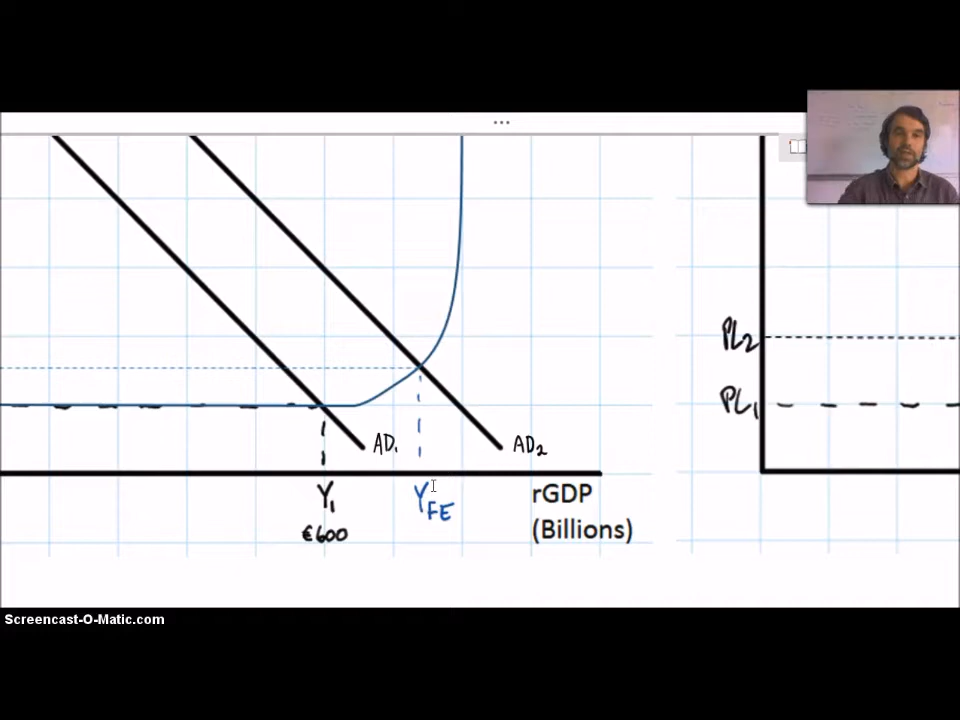 PL2
PL1
AD1 AD2
Y1 YFE rGDP
€600 (Billions)
Screencast-O-Matic.com